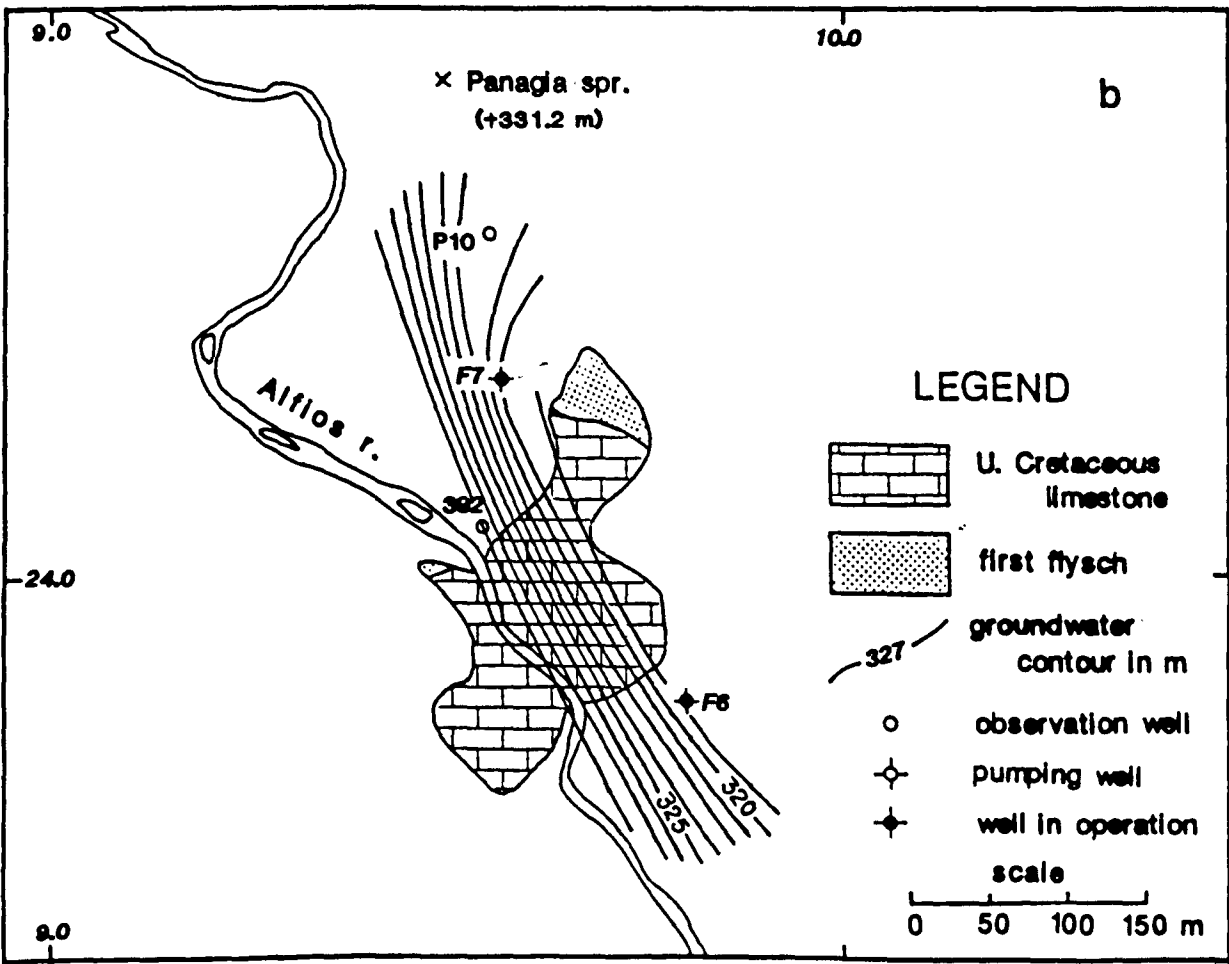 9.0
10.0
× Panagia spr.
(+331.2 m)
b
P10
F7
Alfios r.
392
24.0
F6
320
325
9.0
LEGEND
U. Cretaceous
limestone
first flysch
327
groundwater
contour in m
observation well
pumping well
well in operation
scale
0 50 100 150 m